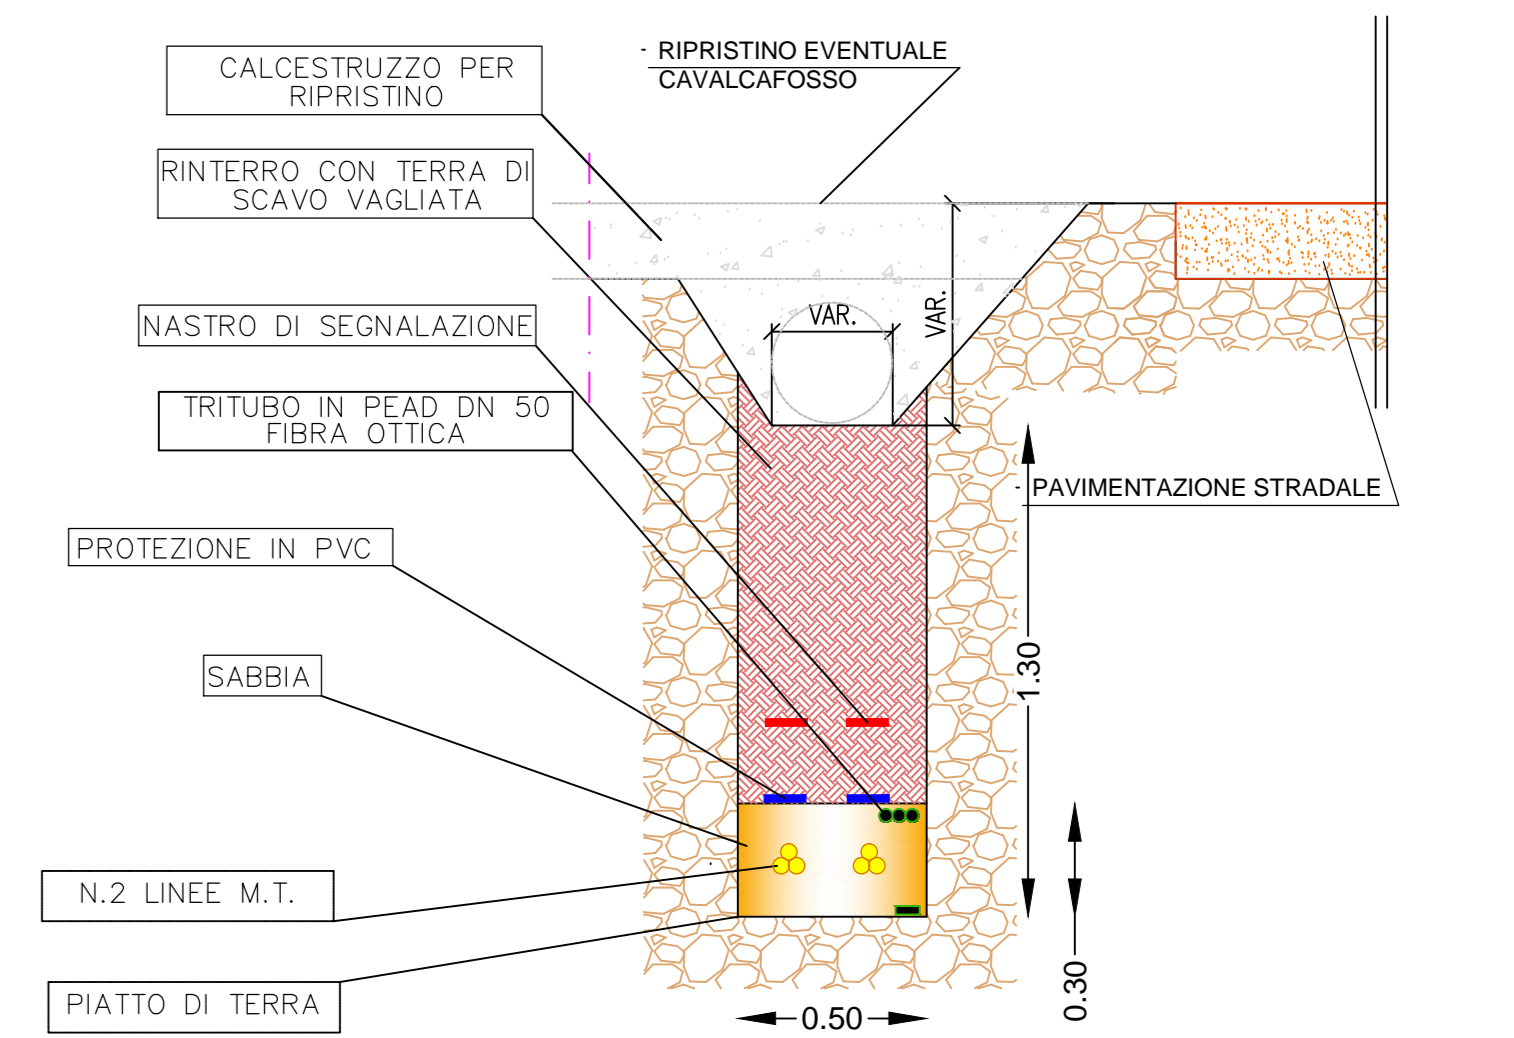 CALCESTRUZZO PER
RIPRISTINO
- RIPRISTINO EVENTUALE
CAVALCAFOSSO
RINTERRO CON TERRA DI
SCAVO VAGLIATA
NASTRO DI SEGNALAZIONE
VAR.
VAR.
TRITUBO IN PEAD DN 50
FIBRA OTTICA
- PAVIMENTAZIONE STRADALE
PROTEZIONE IN PVC
SABBIA
1.30
N.2 LINEE M.T.
PIATTO DI TERRA
0.50
0.30